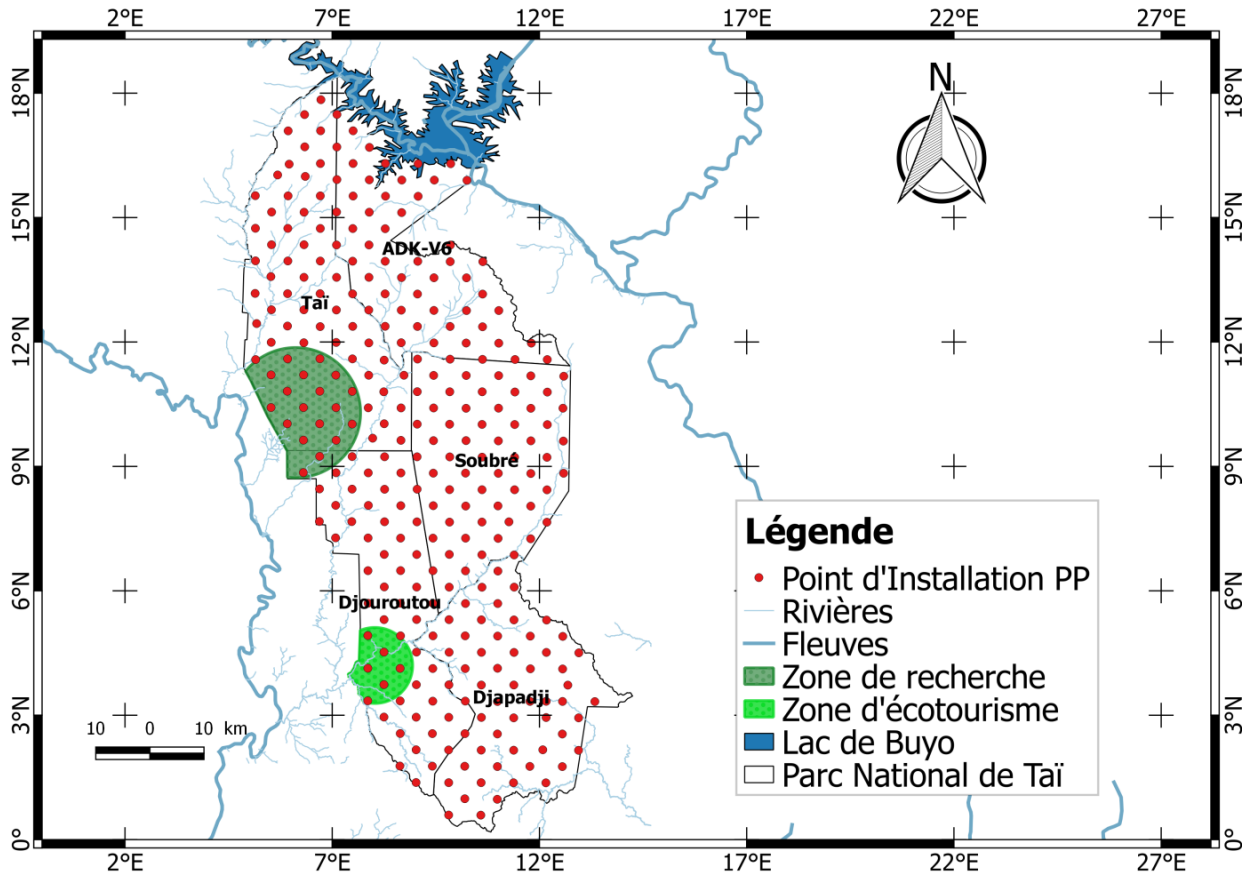 2°E 7°E 12°E 17°E 22°E 27°E
18°N 18°N
N
15°N 15°N
ADK-V6
Taï
12°N 12°N
9°N 9°N
Soubré
Légende
Point d'Installation PP
Rivières
Fleuves
Zone de recherche
Zone d'écotourisme
Lac de Buyo
Parc National de Taï
6°N 6°N
Djouroutou
Djapadji
3°N 3°N
10 0 10 km
0° 0°
2°E 7°E 12°E 17°E 22°E 27°E